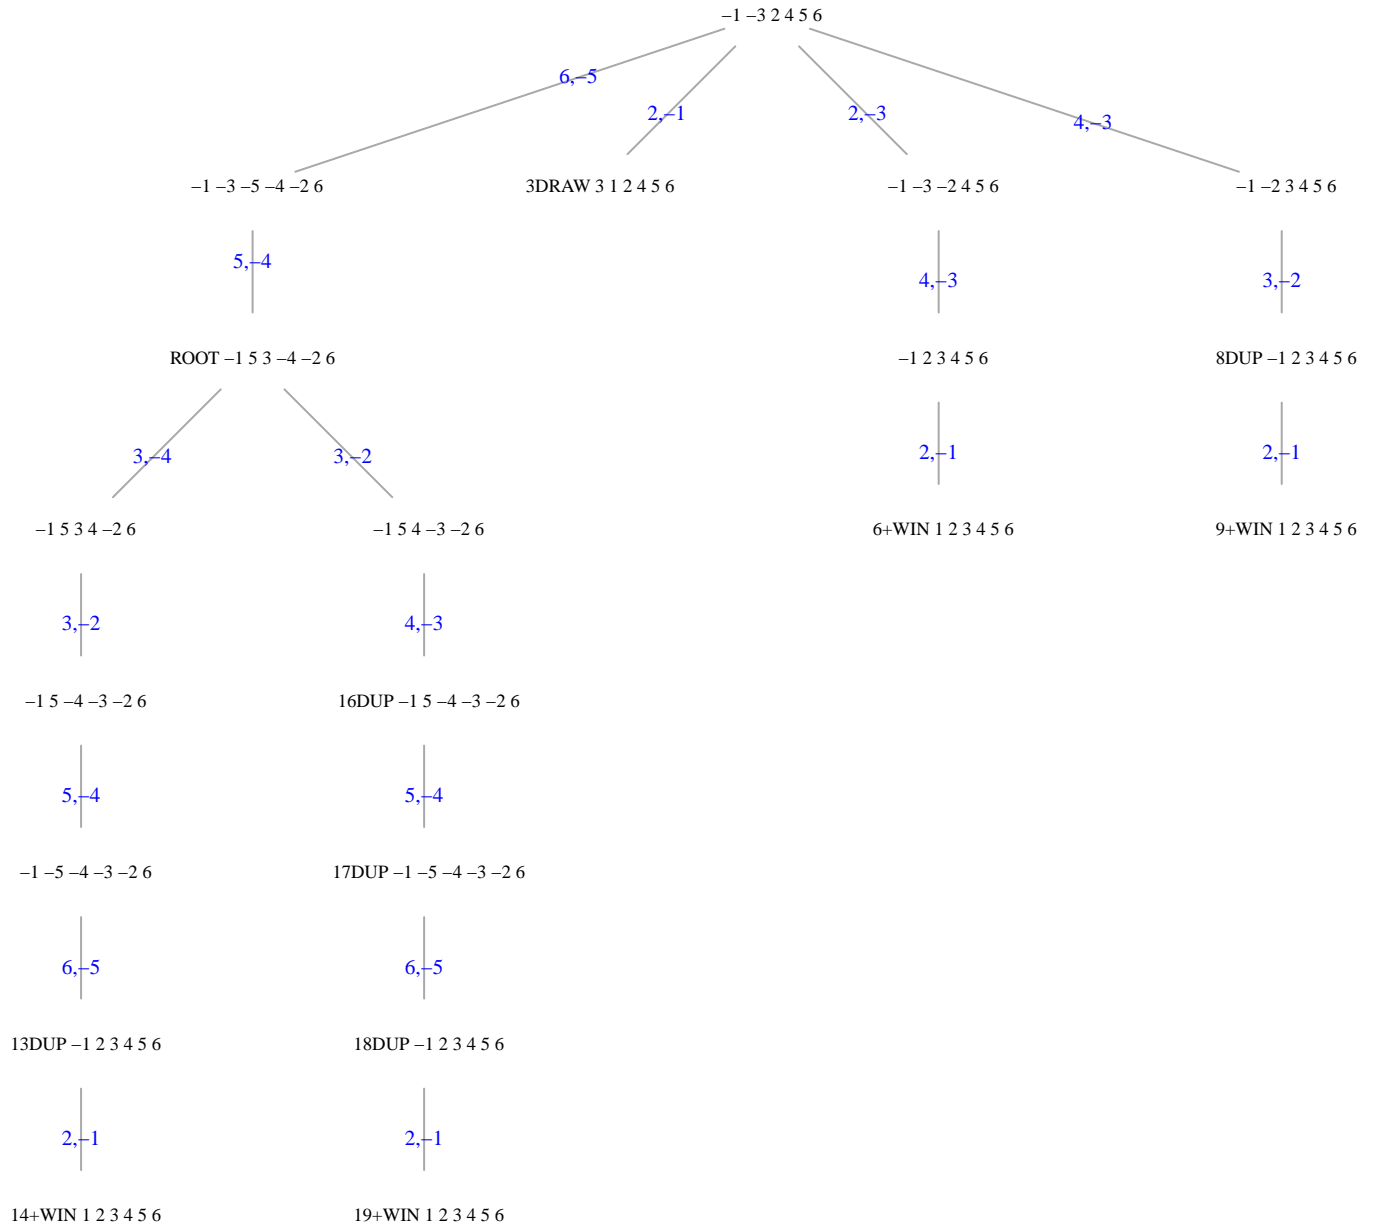 –1 –3 2 4 5 6
6,–5
2,–1
2,–3
4,–3
–1 –3 –5 –4 –2 6
3DRAW 3 1 2 4 5 6
–1 –3 –2 4 5 6
–1 –2 3 4 5 6
5,–4
4,–3
3,–2
ROOT –1 5 3 –4 –2 6
–1 2 3 4 5 6
8DUP –1 2 3 4 5 6
3,–4
3,–2
2,–1
2,–1
–1 5 3 4 –2 6
–1 5 4 –3 –2 6
6+WIN 1 2 3 4 5 6
9+WIN 1 2 3 4 5 6
3,–2
4,–3
–1 5 –4 –3 –2 6
16DUP –1 5 –4 –3 –2 6
5,–4
5,–4
–1 –5 –4 –3 –2 6
17DUP –1 –5 –4 –3 –2 6
6,–5
6,–5
13DUP –1 2 3 4 5 6
18DUP –1 2 3 4 5 6
2,–1
2,–1
14+WIN 1 2 3 4 5 6
19+WIN 1 2 3 4 5 6